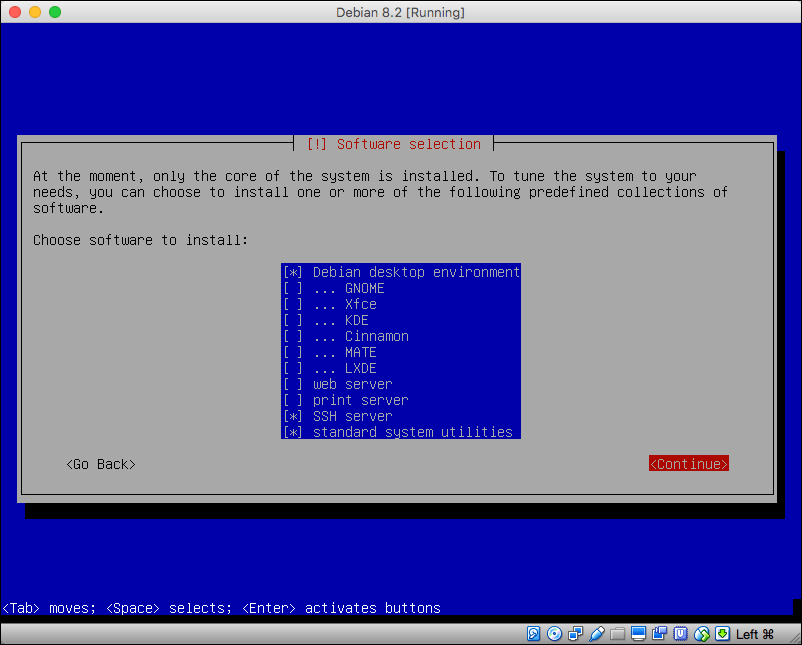 Debian 8.2 [Running]
[!] Software selection
At the moment, only the core of the system is installed. To tune the system to your
needs, you can choose to install one or more of the following predefined collections of
software.
Choose software to install:
[*] Debian desktop environment
[ ] ... GNOME
[ ] ... Xfce
[ ] ... KDE
[ ] ... Cinnamon
[ ] ... MATE
[ ] ... LXDE
[ ] web server
[ ] print server
[*] SSH server
[*] standard system utilities
<Go Back> <Continue>
<Tab> moves; <Space> selects; <Enter> activates buttons
Left ⌘